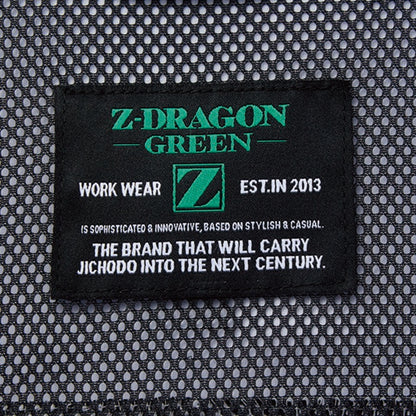 Z-DRAGON
GREEN
WORK WEAR Z EST.IN 2013
IS SOPHISTICATED & INNOVATIVE, BASED ON STYLISH & CASUAL.
THE BRAND THAT WILL CARRY
JICHODO INTO THE NEXT CENTURY.